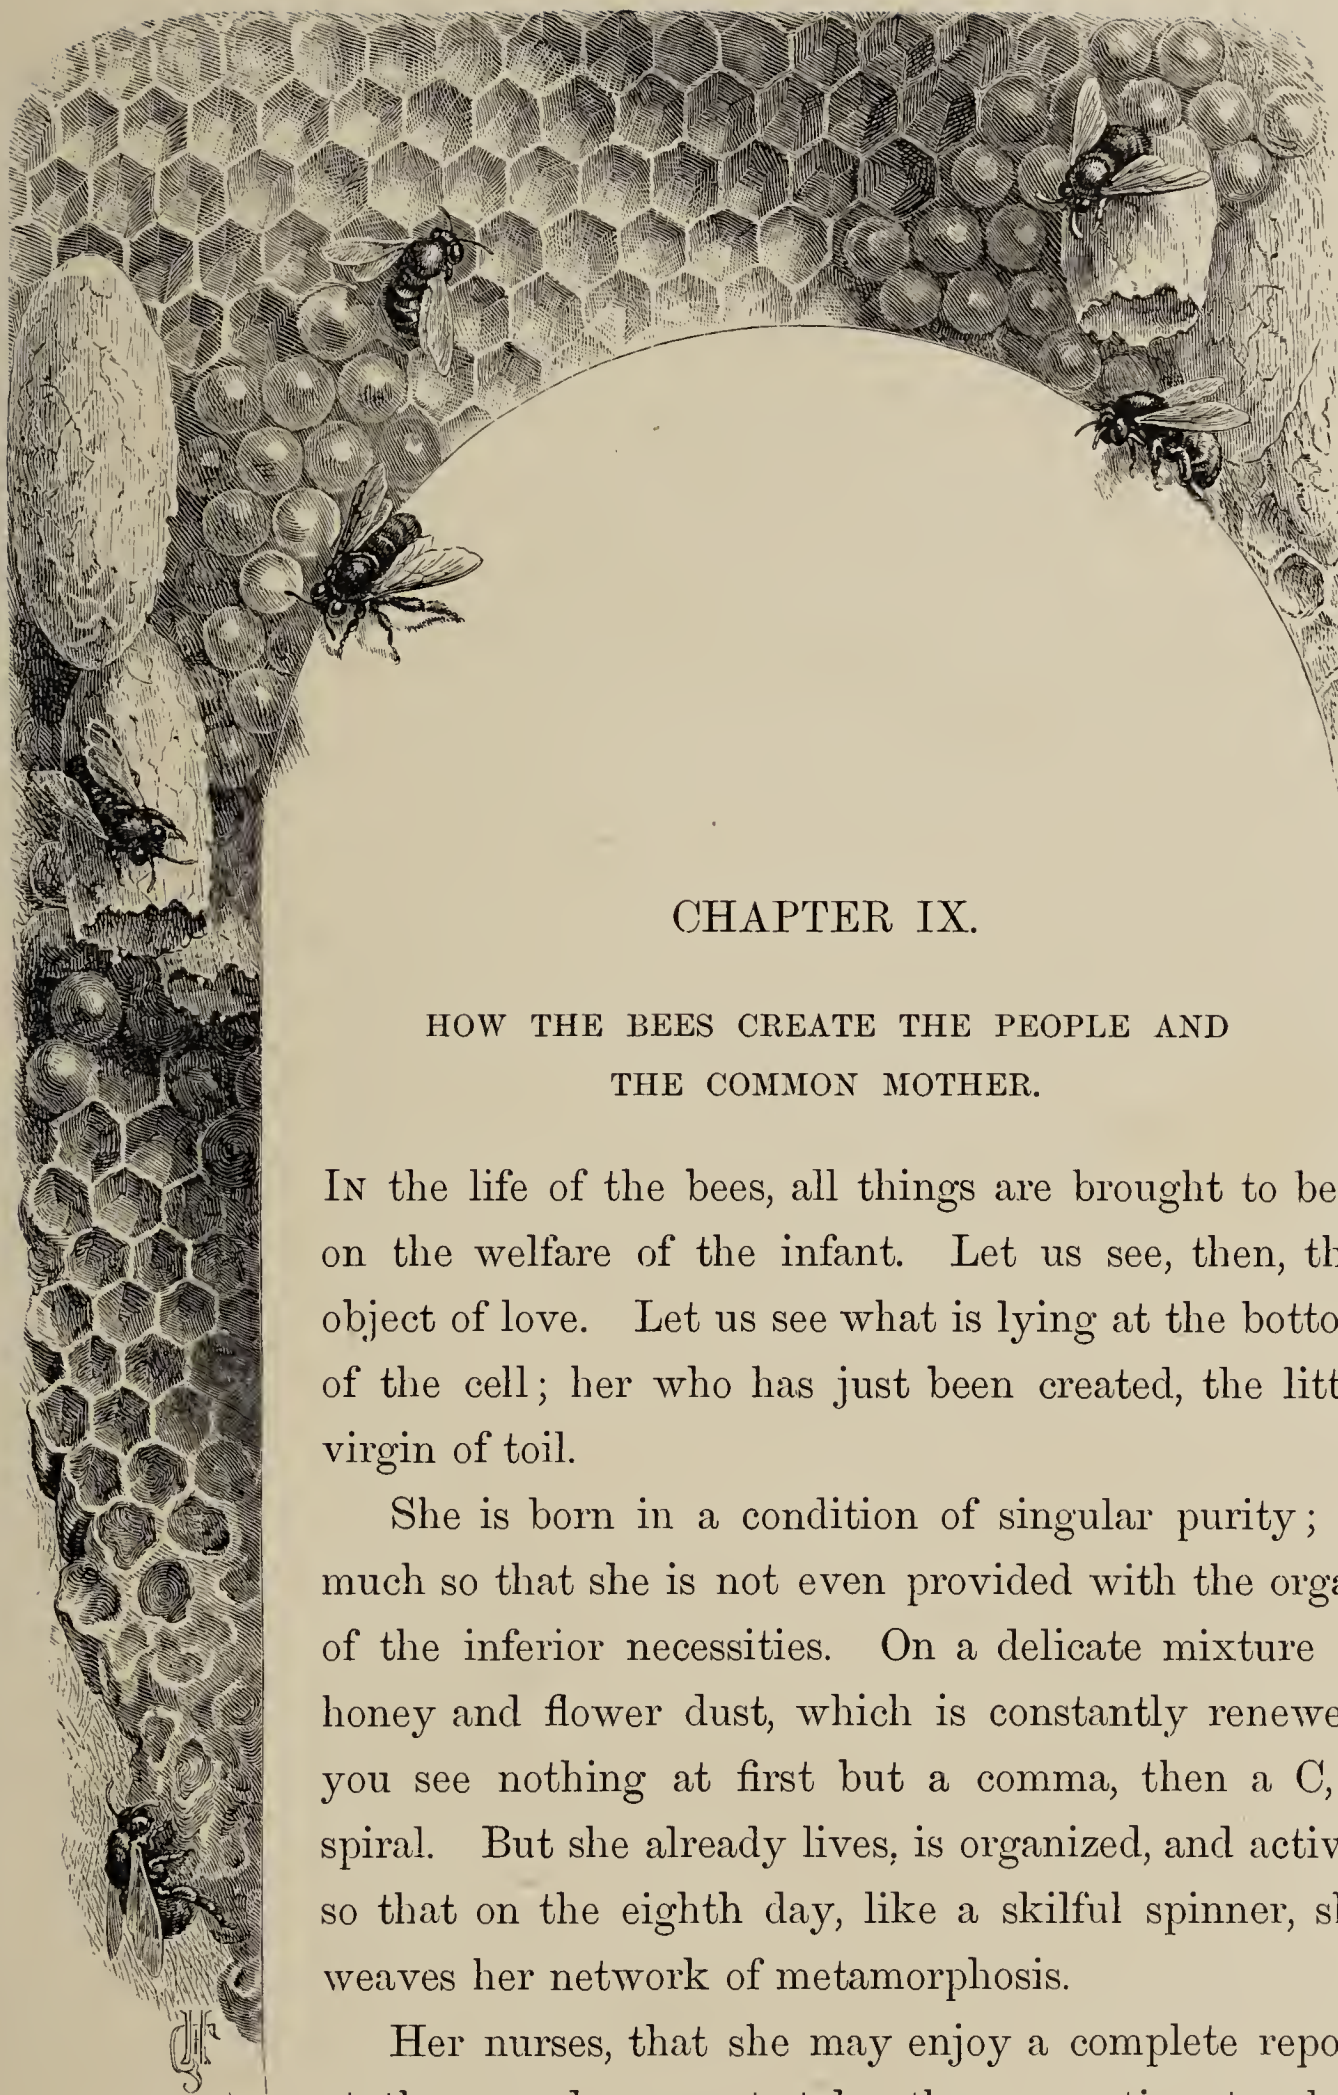 CHAPTER IX.
HOW THE BEES CREATE THE PEOPLE AND
THE COMMON MOTHER.
IN the life of the bees, all things are brought to be
on the welfare of the infant. Let us see, then, th
object of love. Let us see what is lying at the botto
of the cell; her who has just been created, the litt
virgin of toil.
She is born in a condition of singular purity;
much so that she is not even provided with the orga
of the inferior necessities. On a delicate mixture
honey and flower dust, which is constantly renewe
you see nothing at first but a comma, then a C,
spiral. But she already lives, is organized, and activ
so that on the eighth day, like a skilful spinner, sh
weaves her network of metamorphosis.
Her nurses, that she may enjoy a complete repo